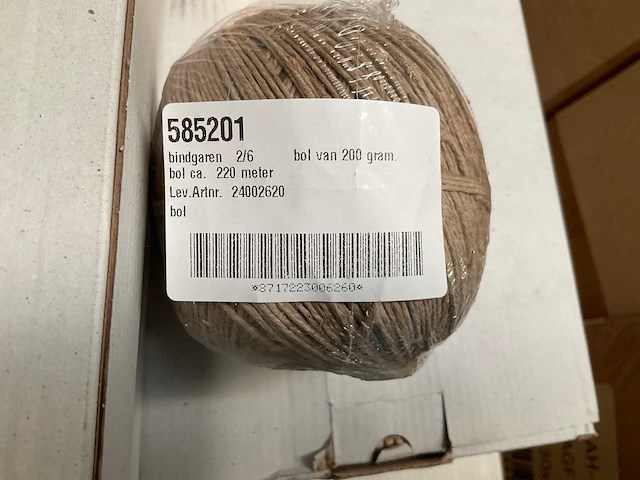 585201
bindgaren 2/6 bol van 200 gram.
bol ca. 220 meter
Lev.Artnr. 24002620
bol
*8717223006260*